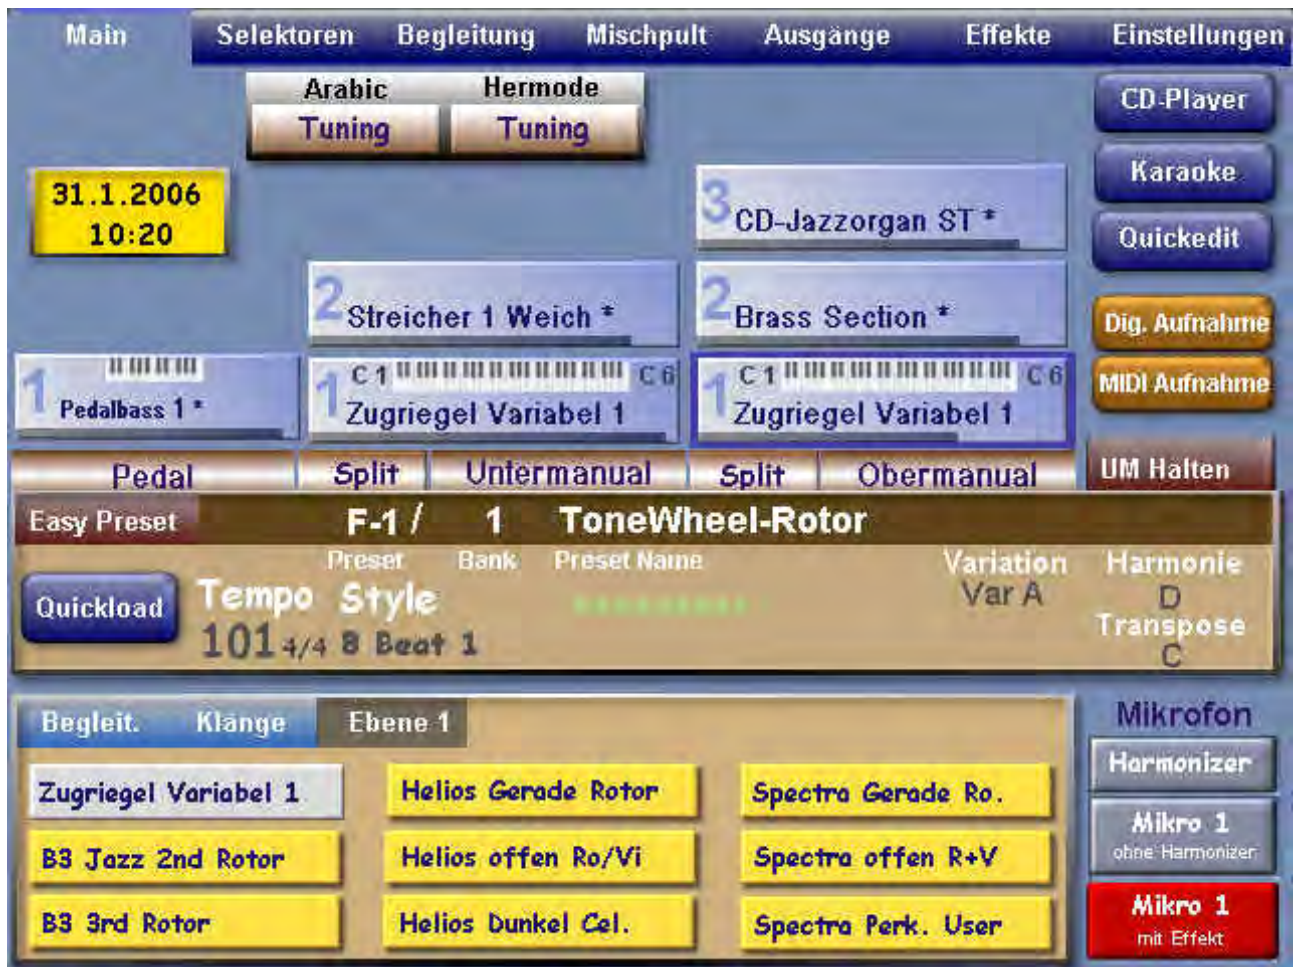 Main Selektoren Begleitung Mischpult Ausgänge Effekte Einstellungen
Arabic Tuning
Hermode Tuning
CD-Player
31.1.2006
10:20
Karaoke
3 CD-Jazzorgan ST *
Quickedit
2 Streicher 1 Weich *
2 Brass Section *
Dig. Aufnahme
1 Pedalbass 1 *
1 C 1 C 6
Zugriegel Variabel 1
1 C 1 C 6
Zugriegel Variabel 1
MIDI Aufnahme
Pedal Split Untermanual Split Obermanual
UM Halten
Easy Preset F-1 / 1 ToneWheel-Rotor
Preset Bank Preset Name Variation Harmonie
Quickload Tempo Style Var A D
Transpose
101 4/4 8 Beat 1 C
Begleit. Klänge Ebene 1
Mikrofon
Harmonizer
Zugriegel Variabel 1 Helios Gerade Rotor Spectra Gerade Ro.
Mikro 1
ohne Harmonizer
B3 Jazz 2nd Rotor Helios offen Ro/Vi Spectra offen R+V
B3 3rd Rotor Helios Dunkel Cel. Spectra Perk. User
Mikro 1
mit Effekt